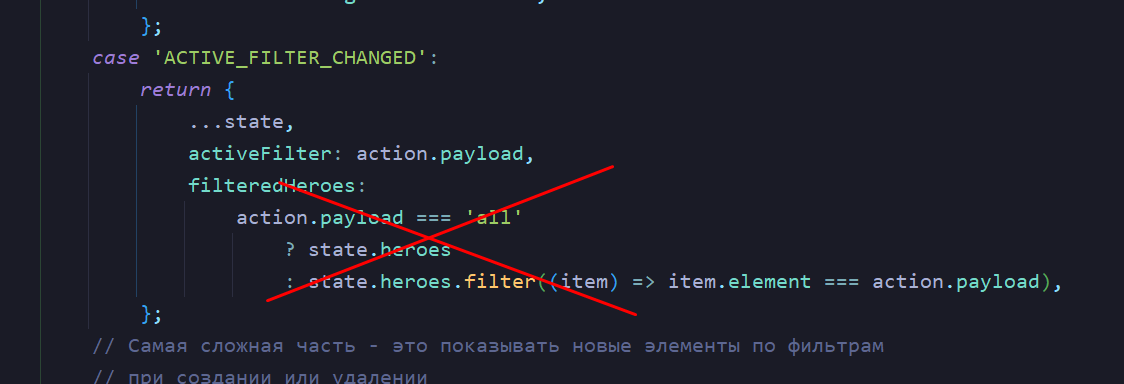 };
case 'ACTIVE_FILTER_CHANGED':
return {
...state,
activeFilter: action.payload,
filteredHeroes:
action.payload === 'all'
? state.heroes
: state.heroes.filter((item) => item.element === action.payload),
};
// Самая сложная часть - это показывать новые элементы по фильтрам
// при создании или удалении